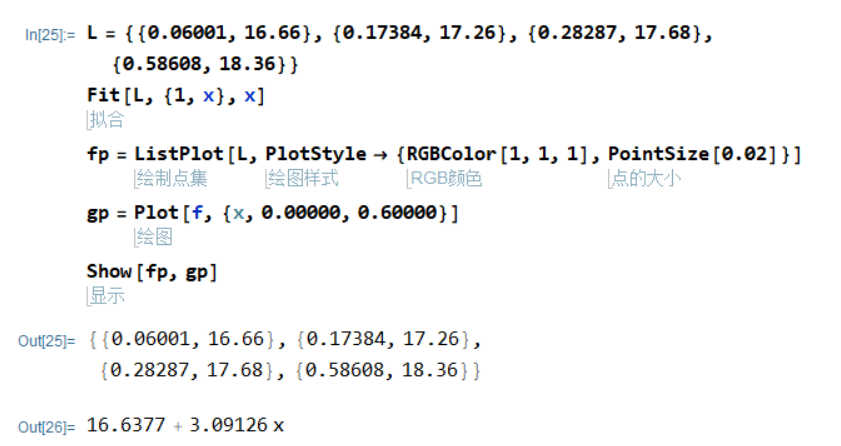 In[25]:= L = {{0.06001, 16.66}, {0.17384, 17.26}, {0.28287, 17.68},
{0.58608, 18.36}}
Fit[L, {1, x}, x]
拟合
fp = ListPlot[L, PlotStyle → {RGBColor[1, 1, 1], PointSize[0.02]}]
绘制点集 绘图样式 RGB颜色 点的大小
gp = Plot[f, {x, 0.00000, 0.60000}]
绘图
Show[fp, gp]
显示
Out[25]= {{0.06001, 16.66}, {0.17384, 17.26},
{0.28287, 17.68}, {0.58608, 18.36}}
Out[26]= 16.6377 + 3.09126 x